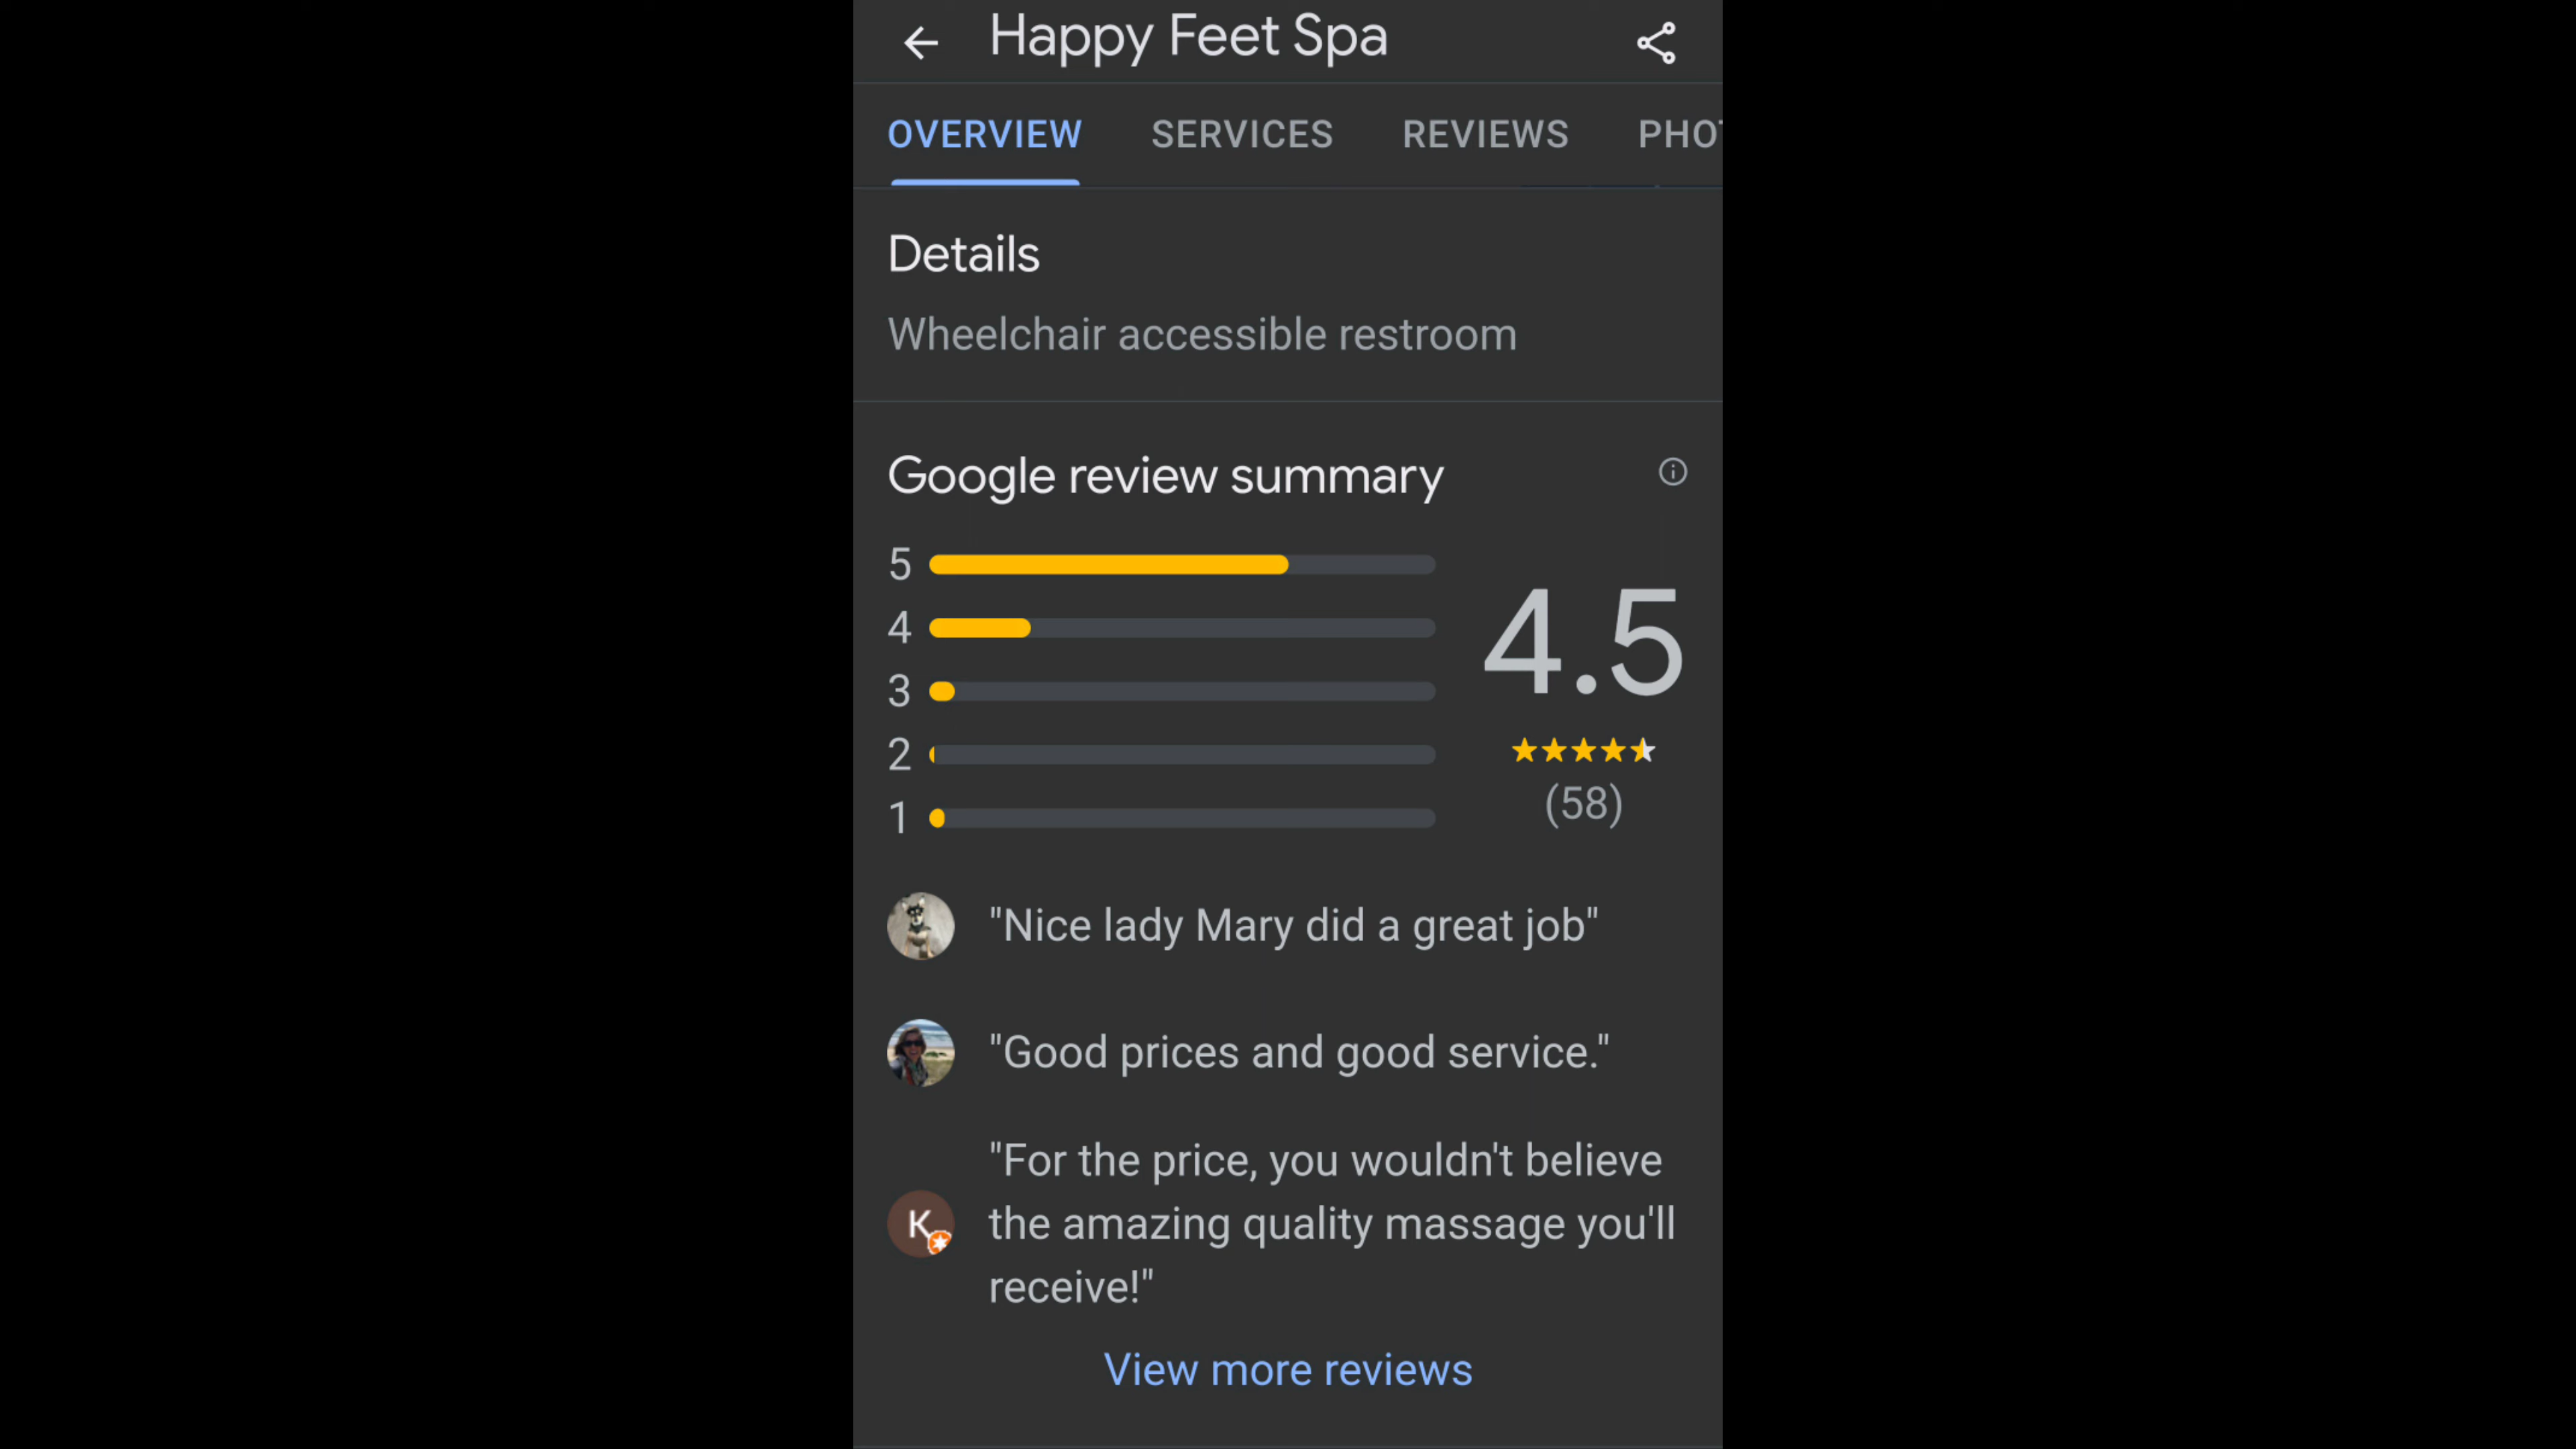 Happy Feet Spa
OVERVIEW SERVICES REVIEWS PHO
Details
Wheelchair accessible restroom
Google review summary
5
4
3
2
1
4.5
(58)
"Nice lady Mary did a great job"
"Good prices and good service."
K
"For the price, you wouldn't believe
the amazing quality massage you'll
receive!"
View more reviews